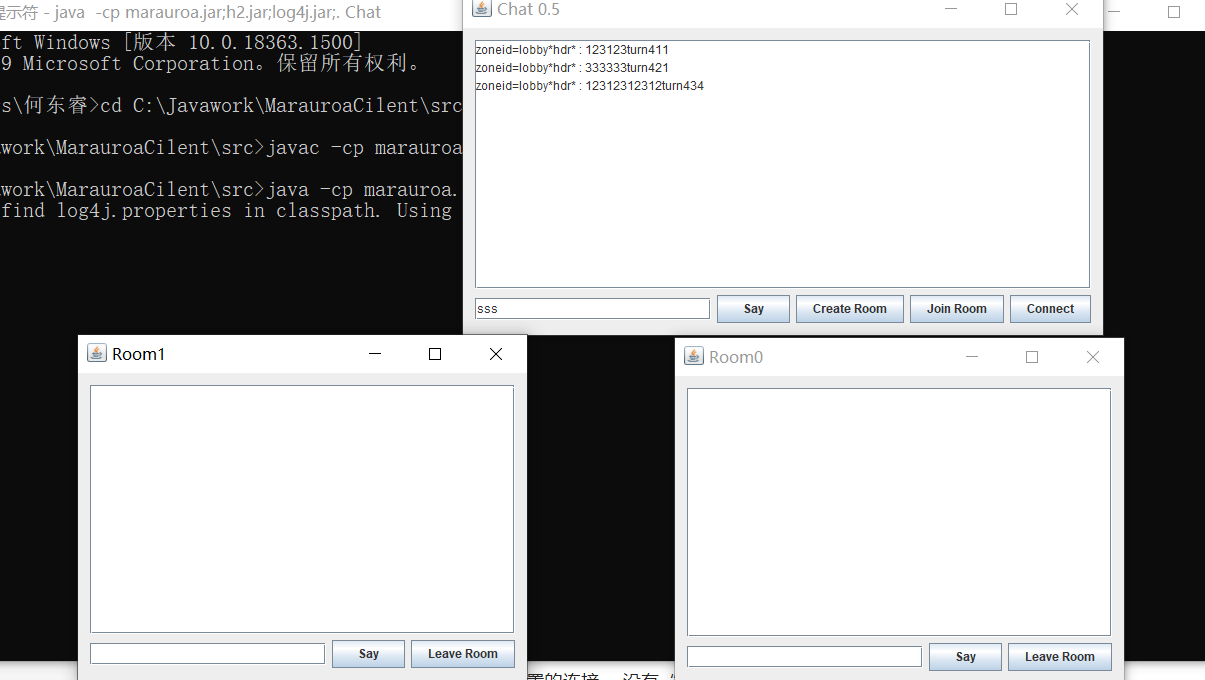 提示符 - java -cp marauroa.jar;h2.jar;log4j.jar;. Chat
ft Windows [版本 10.0.18363.1500]
9 Microsoft Corporation。保留所有权利。
s\何东睿>cd C:\Javawork\MarauroaCilent\src
work\MarauroaCilent\src>javac -cp marauroa
work\MarauroaCilent\src>java -cp marauroa.
find log4j.properties in classpath. Using
Chat 0.5
zoneid=lobby*hdr* : 123123turn411
zoneid=lobby*hdr* : 333333turn421
zoneid=lobby*hdr* : 12312312312turn434
sss
Say
Create Room
Join Room
Connect
Room1
Say
Leave Room
Room0
Say
Leave Room
的连接， 没有